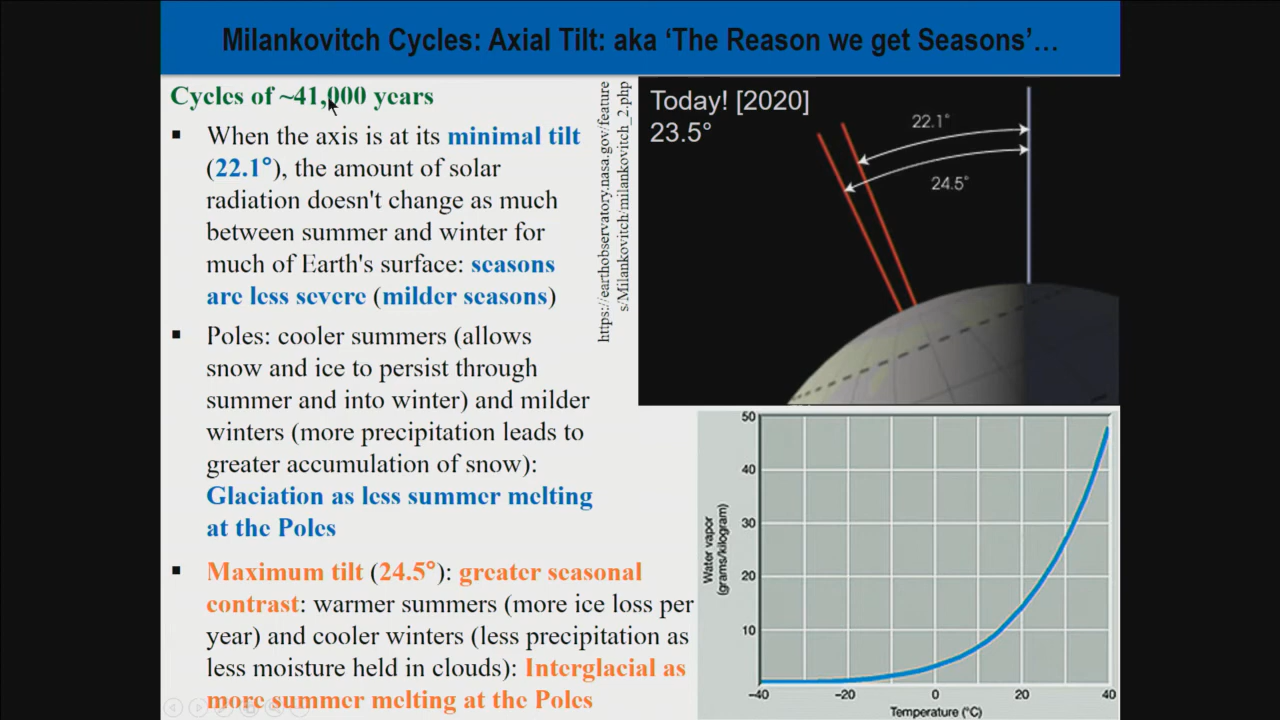 Milankovitch Cycles: Axial Tilt: aka ‘The Reason we get Seasons’…
Cycles of ~41,000 years
▪ When the axis is at its minimal tilt
(22.1°), the amount of solar
radiation doesn't change as much
between summer and winter for
much of Earth's surface: seasons
are less severe (milder seasons)
▪ Poles: cooler summers (allows
snow and ice to persist through
summer and into winter) and milder
winters (more precipitation leads to
greater accumulation of snow):
Glaciation as less summer melting
at the Poles
▪ Maximum tilt (24.5°): greater seasonal
contrast: warmer summers (more ice loss per
year) and cooler winters (less precipitation as
less moisture held in clouds): Interglacial as
more summer melting at the Poles
https://earthobservatory.nasa.gov/feature
s/Milankovitch/milankovitch_2.php
Today! [2020]
23.5°
22.1°
24.5°
Water vapor
(grams/kilogram)
50
40
30
20
10
-40
-20
0
20
40
Temperature (°C)